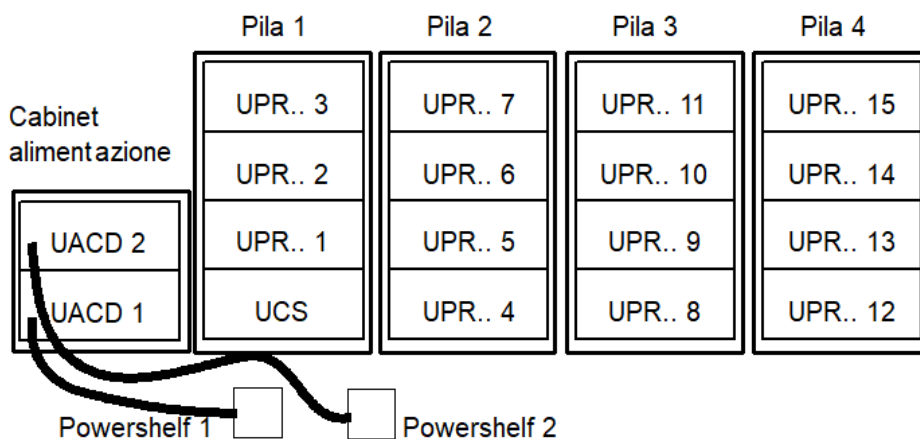 Pila 1
Pila 2
Pila 3
Pila 4
UPR.. 3
UPR.. 7
UPR.. 11
UPR.. 15
Cabinet
alimentazione
UPR.. 2
UPR.. 6
UPR.. 10
UPR.. 14
UACD 2
UPR.. 1
UPR.. 5
UPR.. 9
UPR.. 13
UACD 1
UCS
UPR.. 4
UPR.. 8
UPR.. 12
Powershelf 1
Powershelf 2